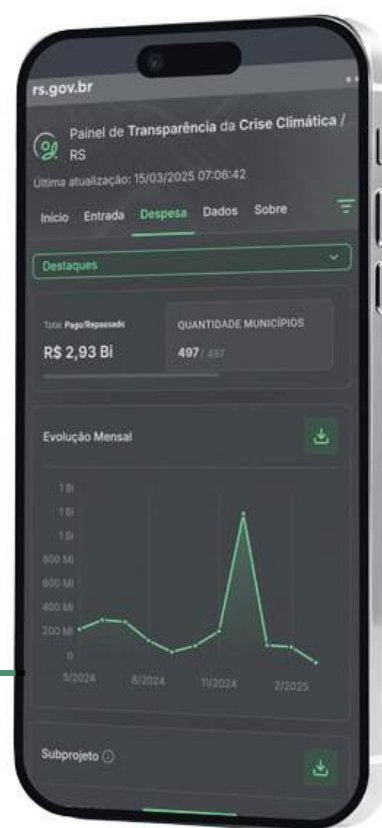 rs.gov.br
Painel de Transparência da Crise Climática /
RS
Última atualização: 15/03/2025 07:06:42
Início Entrada Despesa Dados Sobre
Destaques
Total Pago/Repassado
R$ 2,93 Bi
QUANTIDADE MUNICÍPIOS
497 / 497
Evolução Mensal
1 Bi
1 Bi
1 Bi
800 Mi
600 Mi
400 Mi
200 Mi
0
5/2024 8/2024 11/2024 2/2025
Subprojeto